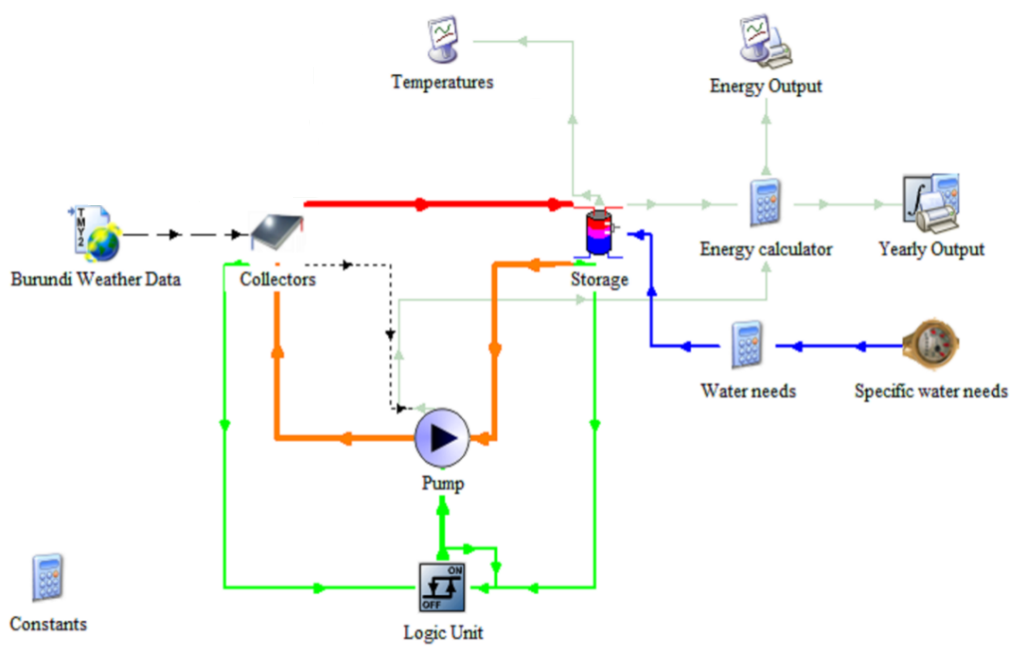 Temperatures
Energy Output
TMY2
Burundi Weather Data
Collectors
Storage
Energy calculator
Yearly Output
Water needs
Specific water needs
Pump
ON
OFF
Logic Unit
Constants